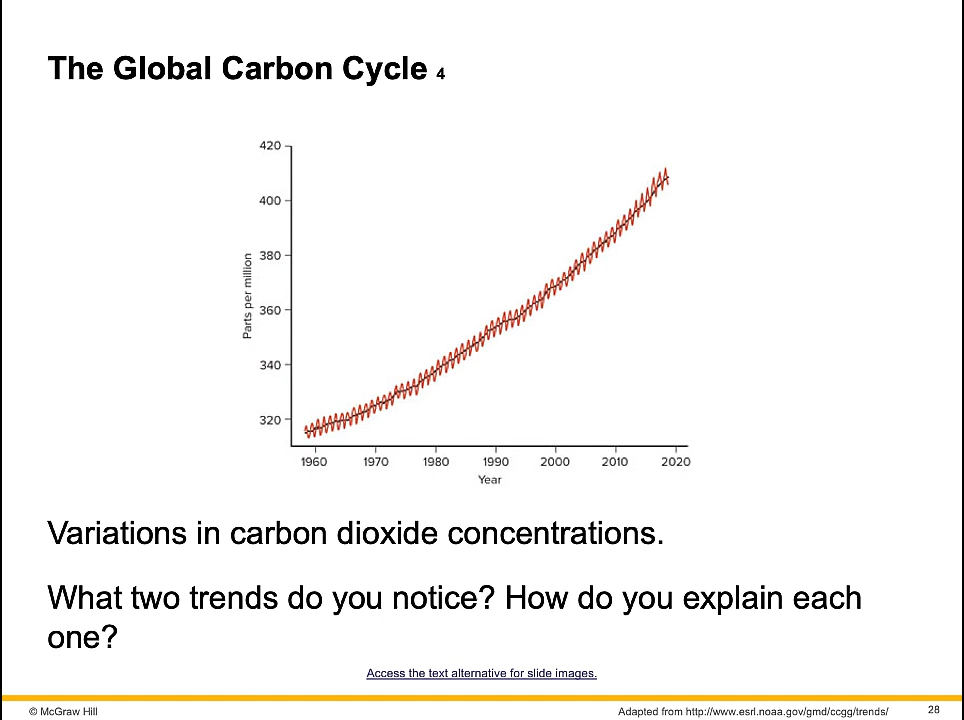 The Global Carbon Cycle 4
420
400
380
360
340
320
Parts per million
1960 1970 1980 1990 2000 2010 2020
Year
Variations in carbon dioxide concentrations.
What two trends do you notice? How do you explain each
one?
Access the text alternative for slide images.
© McGraw Hill
Adapted from http://www.esrl.noaa.gov/gmd/ccgg/trends/
28